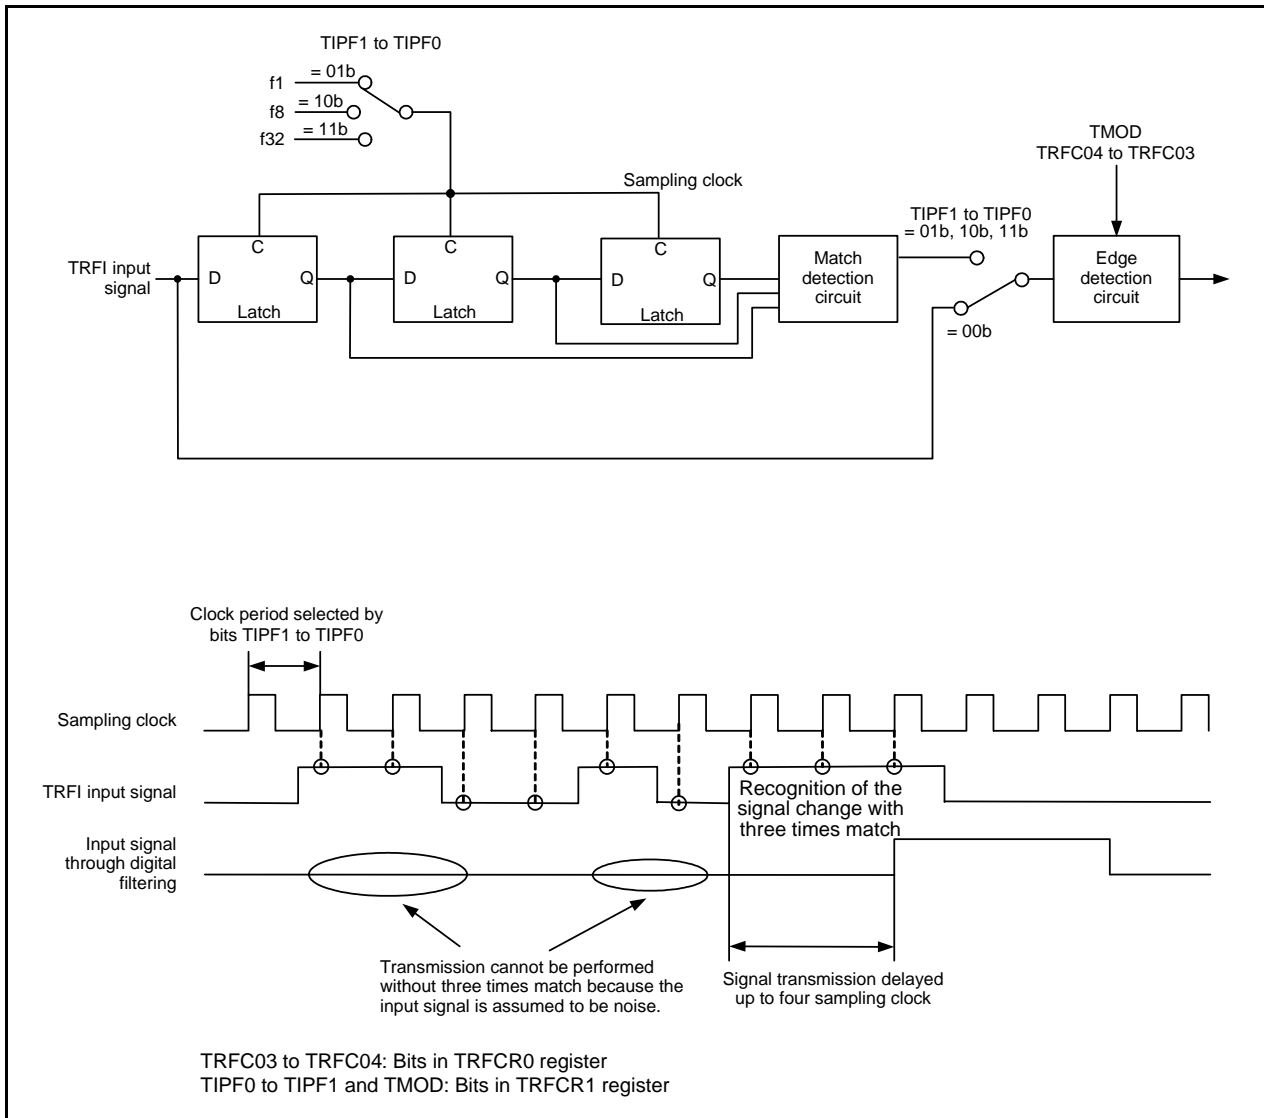 TIPF1 to TIPF0
f1
= 01b
f8
= 10b
f32
= 11b
TMOD
TRFC04 to TRFC03
Sampling clock
TIPF1 to TIPF0
= 01b, 10b, 11b
TRFI input
signal
C
D
Q
Latch
C
D
Q
Latch
C
D
Q
Latch
Match
detection
circuit
Edge
detection
circuit
= 00b
Clock period selected by
bits TIPF1 to TIPF0
Sampling clock
TRFI input signal
Recognition of the
signal change with
three times match
Input signal
through digital
filtering
Transmission cannot be performed
without three times match because the
input signal is assumed to be noise.
Signal transmission delayed
up to four sampling clock
TRFC03 to TRFC04: Bits in TRFCR0 register
TIPF0 to TIPF1 and TMOD: Bits in TRFCR1 register